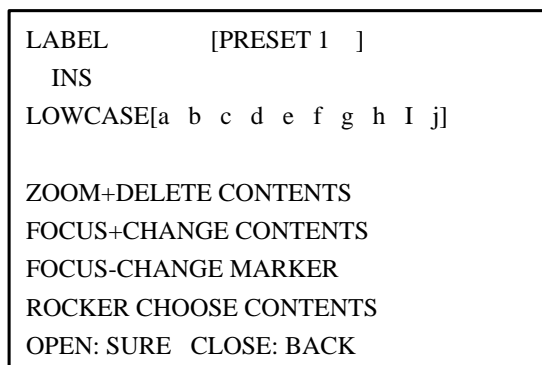 LABEL [PRESET 1 ]
INS
LOWCASE[a b c d e f g h I j]
ZOOM+DELETE CONTENTS
FOCUS+CHANGE CONTENTS
FOCUS-CHANGE MARKER
ROCKER CHOOSE CONTENTS
OPEN: SURE CLOSE: BACK